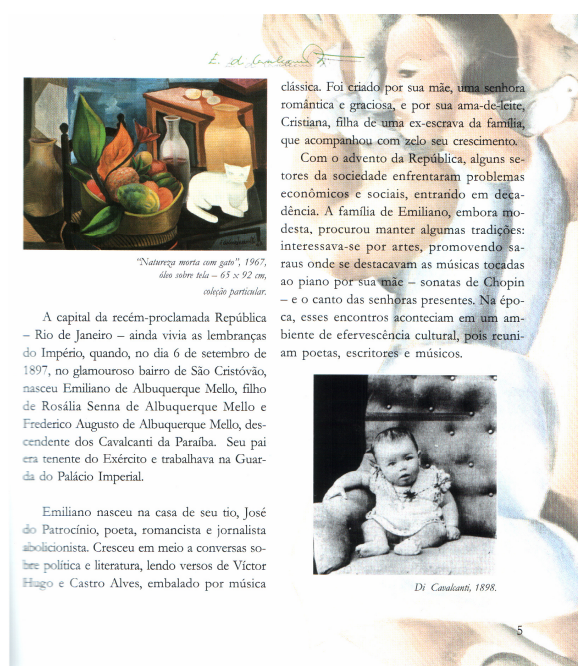 E. di Cavalcanti
"Natureza morta com gato", 1967,
óleo sobre tela – 65 x 92 cm,
coleção particular.
A capital da recém-proclamada República
– Rio de Janeiro – ainda vivia as lembranças
do Império, quando, no dia 6 de setembro de
1897, no glamouroso bairro de São Cristóvão,
nasceu Emiliano de Albuquerque Mello, filho
de Rosália Senna de Albuquerque Mello e
Frederico Augusto de Albuquerque Mello, des-
cendente dos Cavalcanti da Paraíba. Seu pai
era tenente do Exército e trabalhava na Guar-
da do Palácio Imperial.
Emiliano nasceu na casa de seu tio, José
do Patrocínio, poeta, romancista e jornalista
abolicionista. Cresceu em meio a conversas so-
bre política e literatura, lendo versos de Víctor
Hugo e Castro Alves, embalado por música
clássica. Foi criado por sua mãe, uma senhora
romântica e graciosa, e por sua ama-de-leite,
Cristiana, filha de uma ex-escrava da família,
que acompanhou com zelo seu crescimento.
Com o advento da República, alguns se-
tores da sociedade enfrentaram problemas
econômicos e sociais, entrando em deca-
dência. A família de Emiliano, embora mo-
desta, procurou manter algumas tradições:
interessava-se por artes, promovendo sa-
raus onde se destacavam as músicas tocadas
ao piano por sua mãe – sonatas de Chopin
– e o canto das senhoras presentes. Na épo-
ca, esses encontros aconteciam em um am-
biente de efervescência cultural, pois reuni-
am poetas, escritores e músicos.
Di Cavalcanti, 1898.
5